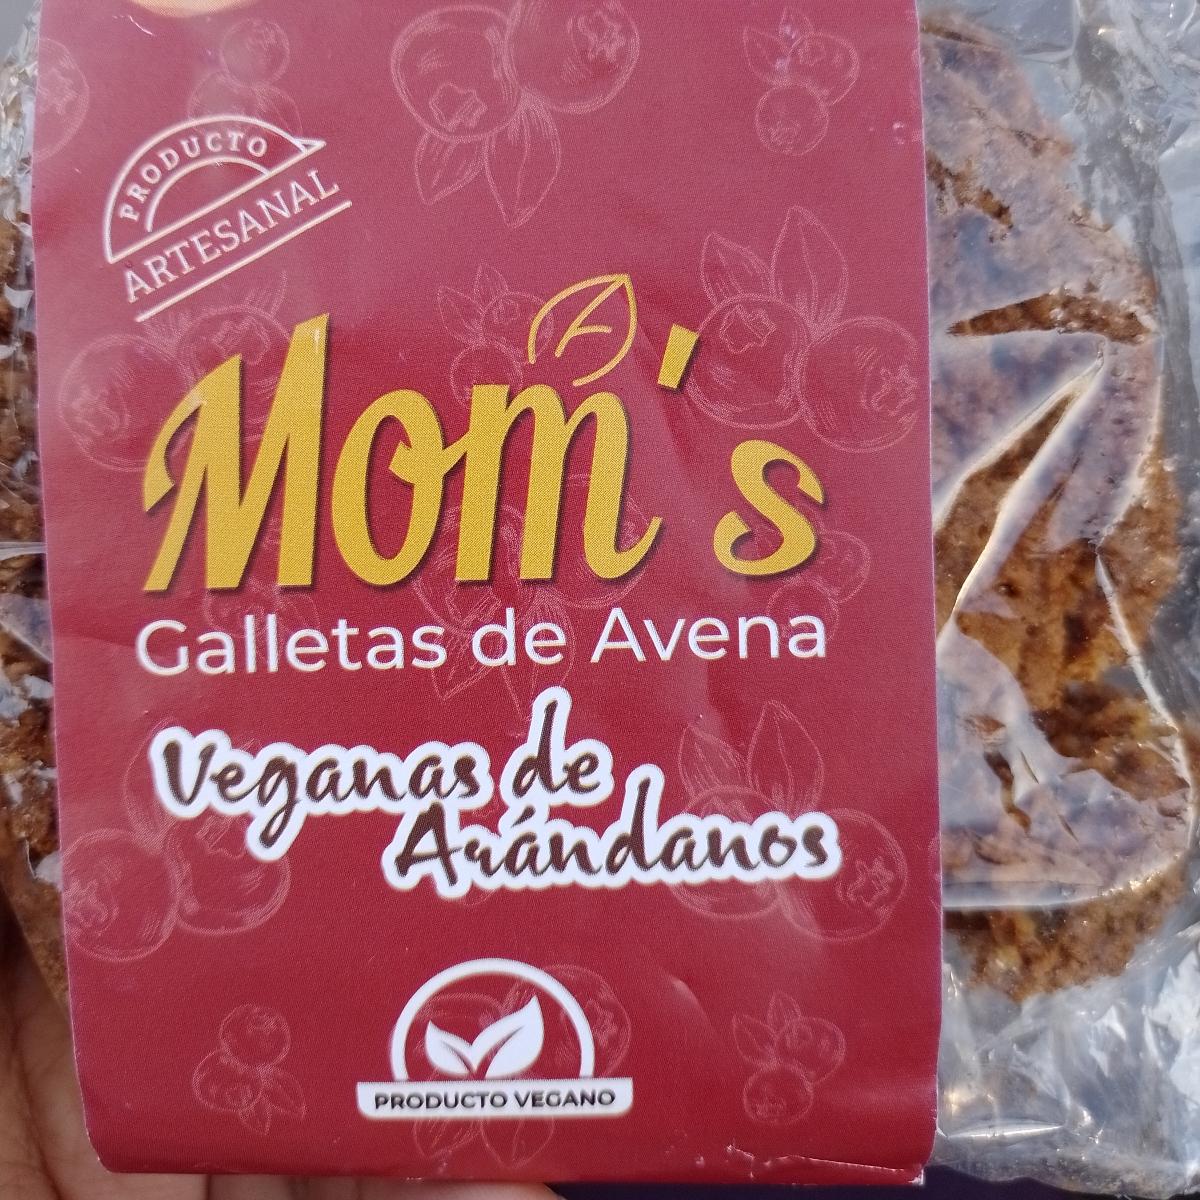 PRODUCTO
ARTESANAL
Mom's
Galletas de Avena
Veganas de
Arándanos
PRODUCTO VEGANO